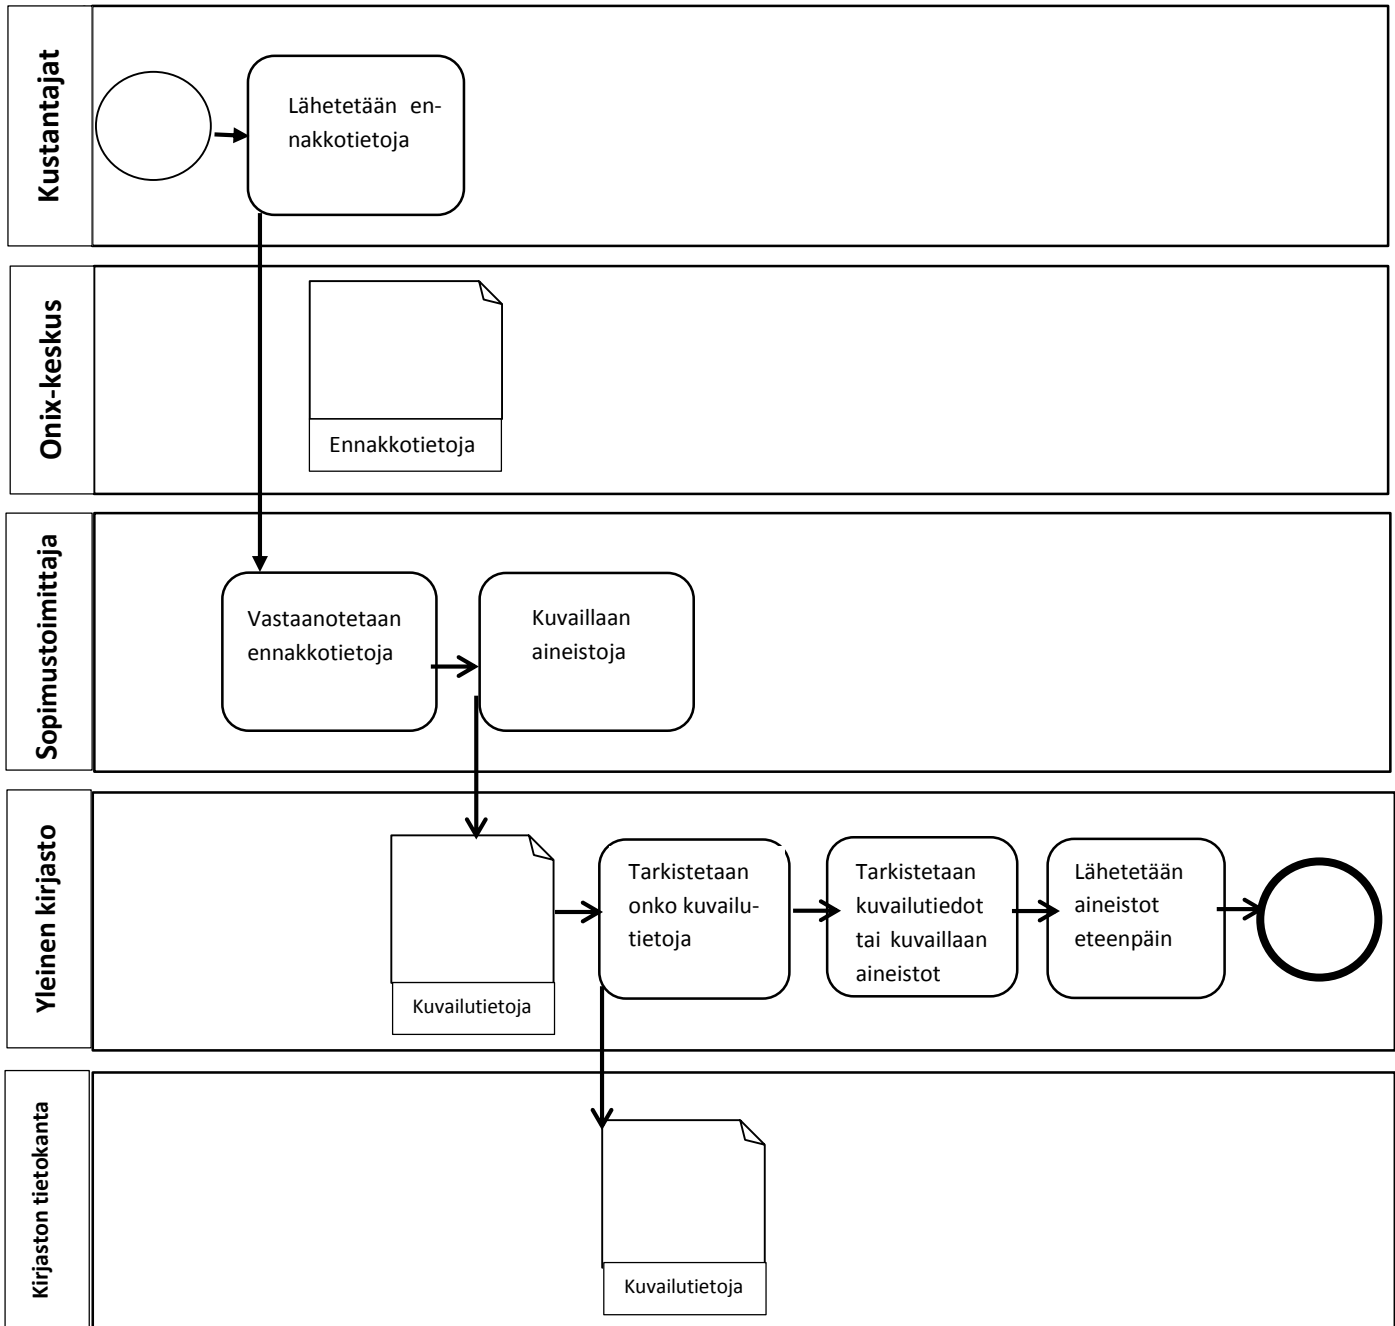 Kustantajat
Lähetetään en-
nakkotietoja
Onix-keskus
Ennakkotietoja
Sopimustoimittaja
Vastaanotetaan
ennakkotietoja
Kuvaillaan
aineistoja
Yleinen kirjasto
Kuvailutietoja
Tarkistetaan
onko kuvailu-
tietoja
Tarkistetaan
kuvailutiedot
tai kuvaillaan
aineistot
Lähetetään
aineistot
eteenpäin
Kirjaston tietokanta
Kuvailutietoja